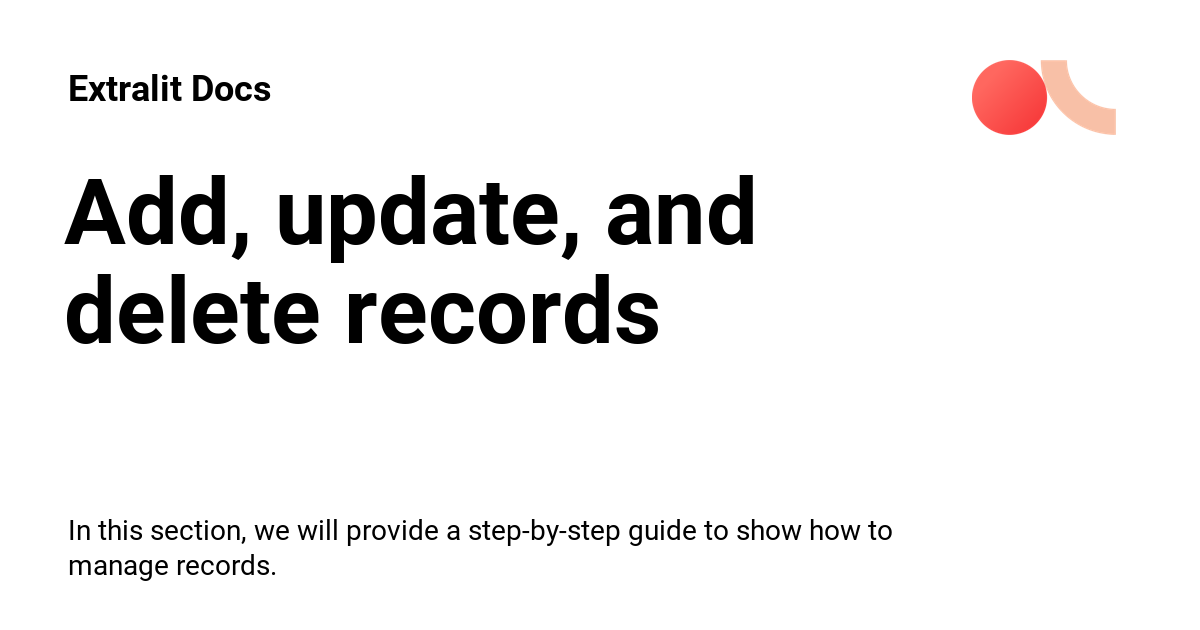 Extralit Docs
Add, update, and
delete records
In this section, we will provide a step-by-step guide to show how to
manage records.